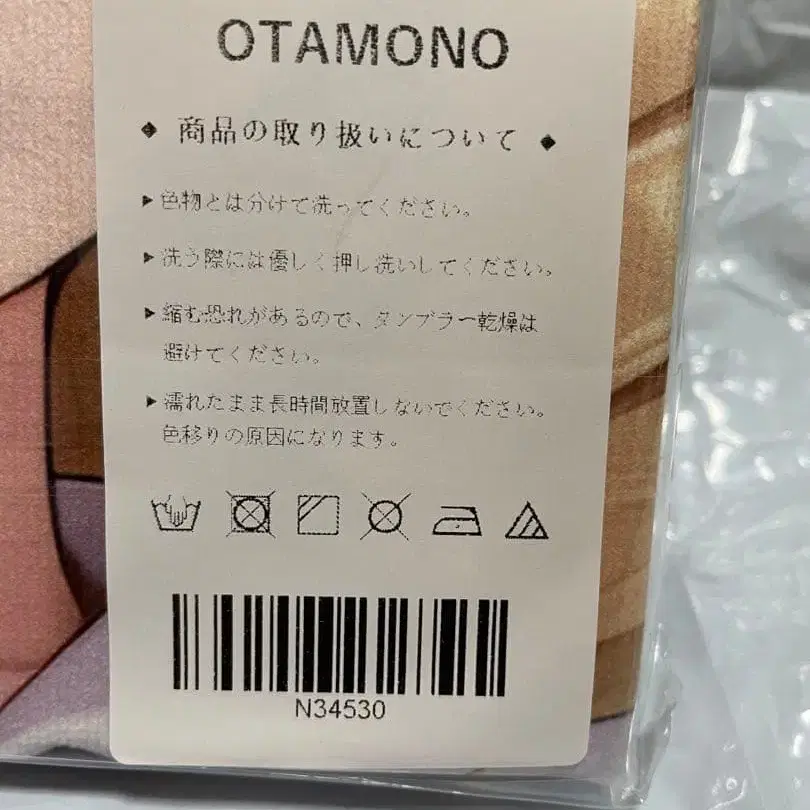 OTAMONO
◆ 商品の取り扱いについて ◆
▶色物とは分けて洗ってください。
▶洗う際には優しく押し洗いしてください。
▶縮む恐れがあるので、タンブラー乾燥は
避けてください。
▶濡れたまま長時間放置しないでください。
色移りの原因になります。
N34530